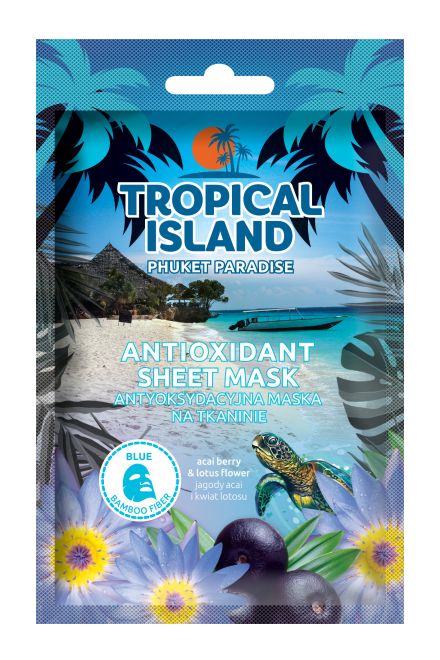 TROPICAL
ISLAND
PHUKET PARADISE
ANTIOXIDANT
SHEET MASK
ANTYOKSYDACYJNA MASKA
NA TKANINIE
BLUE
BAMBOO FIBER
acai berry
& lotus flower
jagody acai
i kwiat lotosu